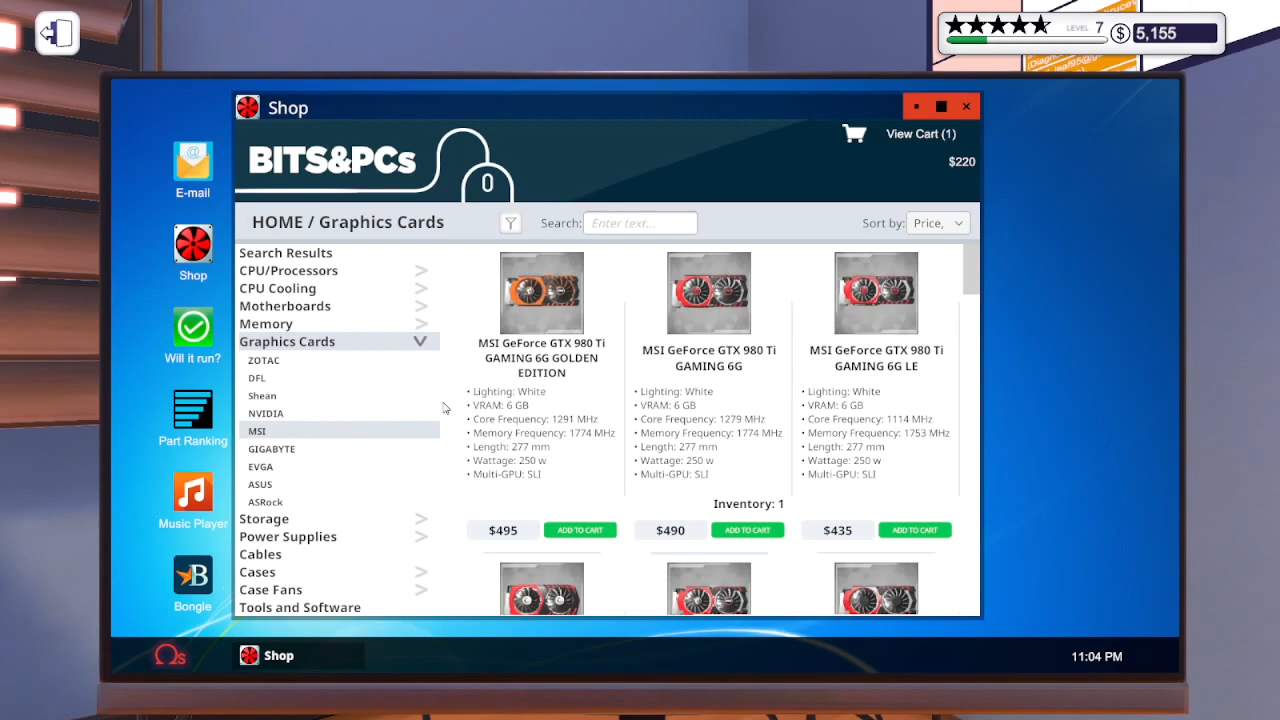 LEVEL 7
$ 5,155
Shop
BITS&PCs
View Cart (1)
$220
HOME / Graphics Cards
Search:
Enter text...
Sort by:
Price,
E-mail
Shop
Will it run?
Part Ranking
Music Player
Bongle
Search Results
CPU/Processors
CPU Cooling
Motherboards
Memory
Graphics Cards
ZOTAC
DFL
Shean
NVIDIA
MSI
GIGABYTE
EVGA
ASUS
ASRock
Storage
Power Supplies
Cables
Cases
Case Fans
Tools and Software
MSI GeForce GTX 980 Ti
GAMING 6G GOLDEN
EDITION
• Lighting: White
• VRAM: 6 GB
• Core Frequency: 1291 MHz
• Memory Frequency: 1774 MHz
• Length: 277 mm
• Wattage: 250 w
• Multi-GPU: SLI
$495
ADD TO CART
MSI GeForce GTX 980 Ti
GAMING 6G
• Lighting: White
• VRAM: 6 GB
• Core Frequency: 1279 MHz
• Memory Frequency: 1774 MHz
• Length: 277 mm
• Wattage: 250 w
• Multi-GPU: SLI
Inventory: 1
$490
ADD TO CART
MSI GeForce GTX 980 Ti
GAMING 6G LE
• Lighting: White
• VRAM: 6 GB
• Core Frequency: 1114 MHz
• Memory Frequency: 1753 MHz
• Length: 277 mm
• Wattage: 250 w
• Multi-GPU: SLI
$435
ADD TO CART
Ωs
Shop
11:04 PM